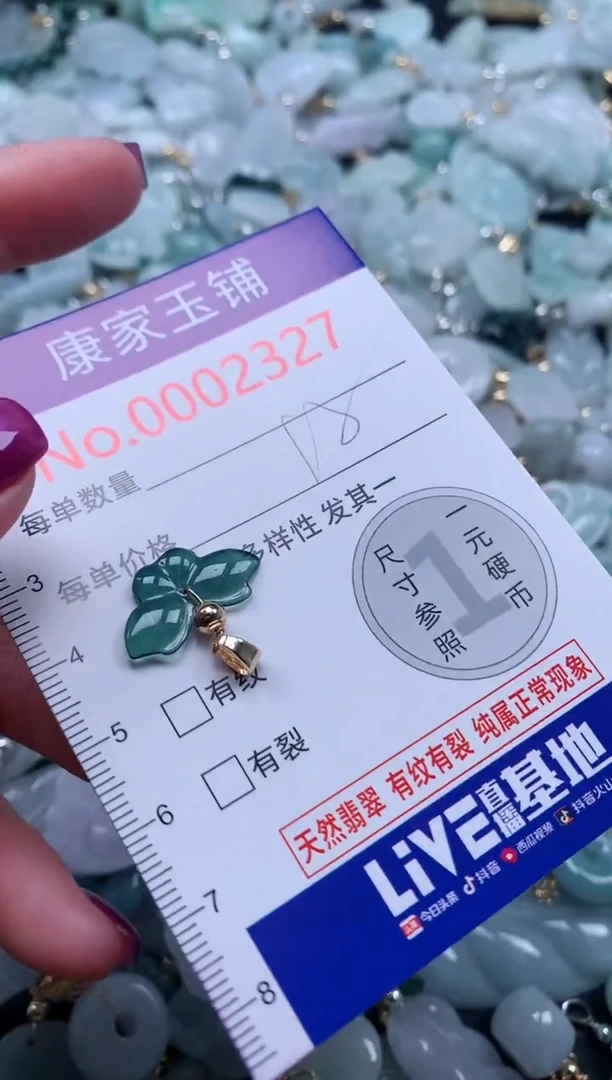 康家玉铺
No.0002327
每单数量
每单价格
多样性 发其一
一元硬币
尺寸参照
1
3
4
5
6
7
8
有纹
有裂
天然翡翠 有纹有裂 纯属正常现象
LiVE直播基地
今日头条 抖音 西瓜视频 抖音火山